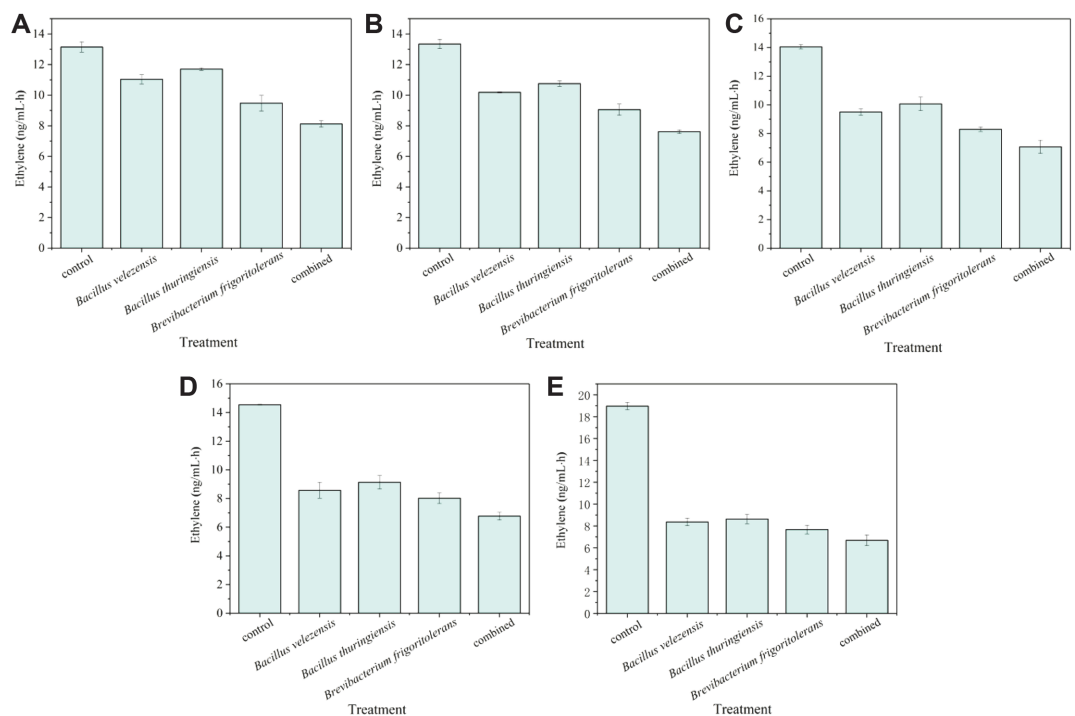 A
Ethylene (ng/mL·h)
14
12
10
8
6
4
2
0
control
Bacillus velezensis
Bacillus thuringiensis
Brevibacterium frigoritolerans
combined
Treatment
B
Ethylene (ng/mL·h)
14
12
10
8
6
4
2
0
control
Bacillus velezensis
Bacillus thuringiensis
Brevibacterium frigoritolerans
combined
Treatment
C
Ethylene (ng/mL·h)
16
14
12
10
8
6
4
2
0
control
Bacillus velezensis
Bacillus thuringiensis
Brevibacterium frigoritolerans
combined
Treatment
D
Ethylene (ng/mL·h)
16
14
12
10
8
6
4
2
0
control
Bacillus velezensis
Bacillus thuringiensis
Brevibacterium frigoritolerans
combined
Treatment
E
Ethylene (ng/mL·h)
20
18
16
14
12
10
8
6
4
2
0
control
Bacillus velezensis
Bacillus thuringiensis
Brevibacterium frigoritolerans
combined
Treatment